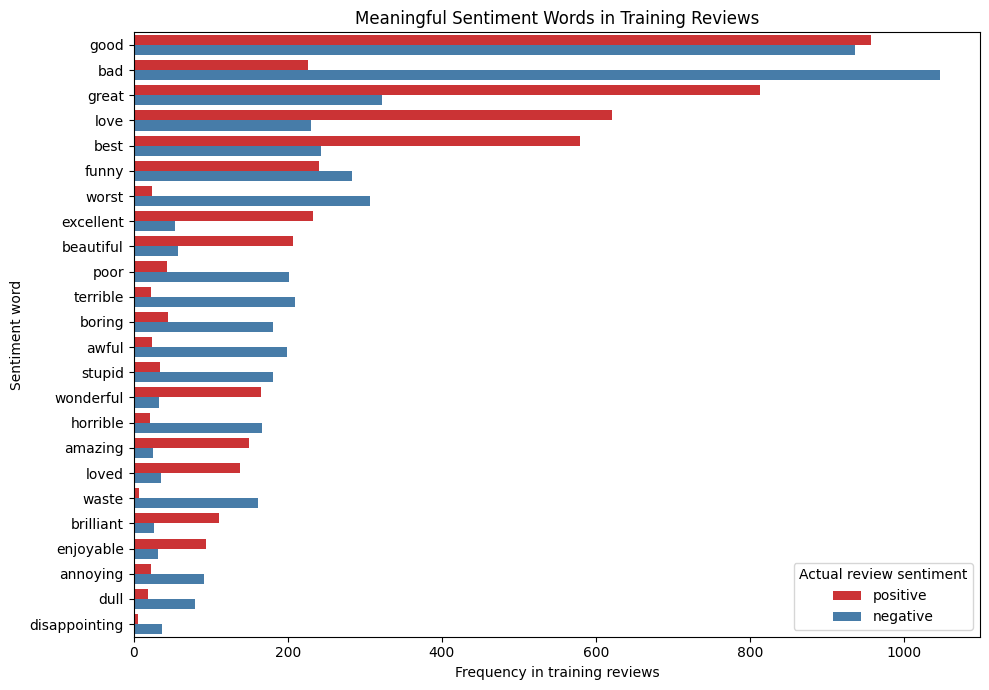 Meaningful Sentiment Words in Training Reviews
good
bad
great
love
best
funny
worst
excellent
beautiful
poor
terrible
boring
awful
stupid
wonderful
horrible
amazing
loved
waste
brilliant
enjoyable
annoying
dull
disappointing
Sentiment word
Actual review sentiment
positive
negative
0 200 400 600 800 1000
Frequency in training reviews